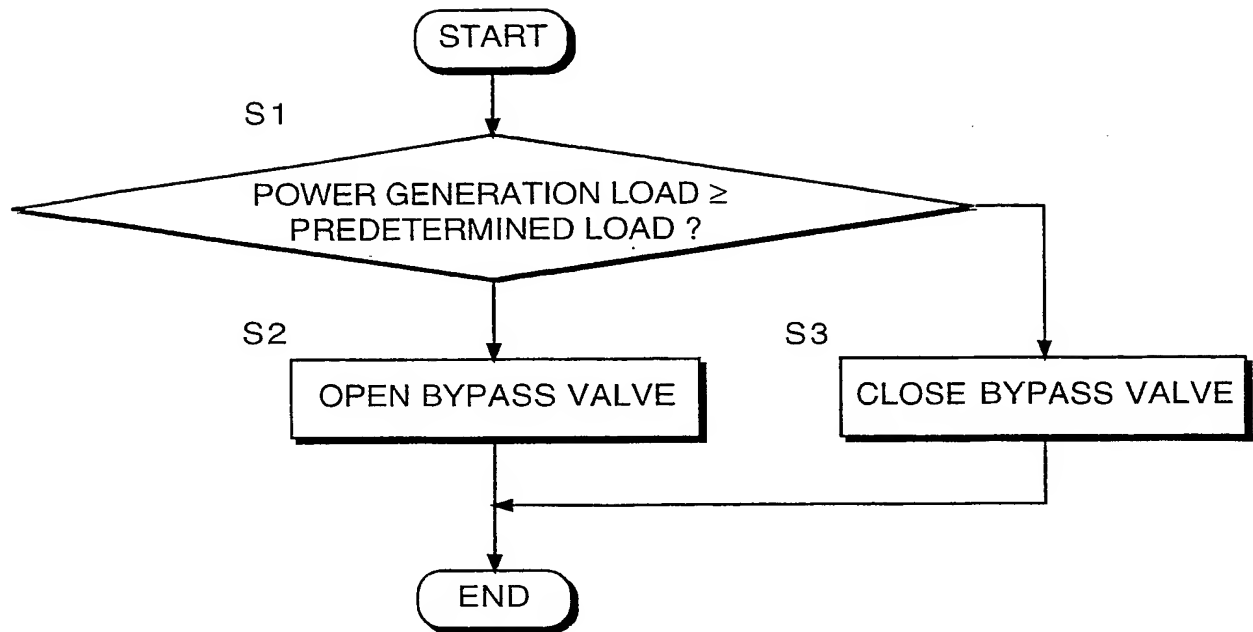 START
S1
POWER GENERATION LOAD ≥
PREDETERMINED LOAD ?
S2
S3
OPEN BYPASS VALVE
CLOSE BYPASS VALVE
END